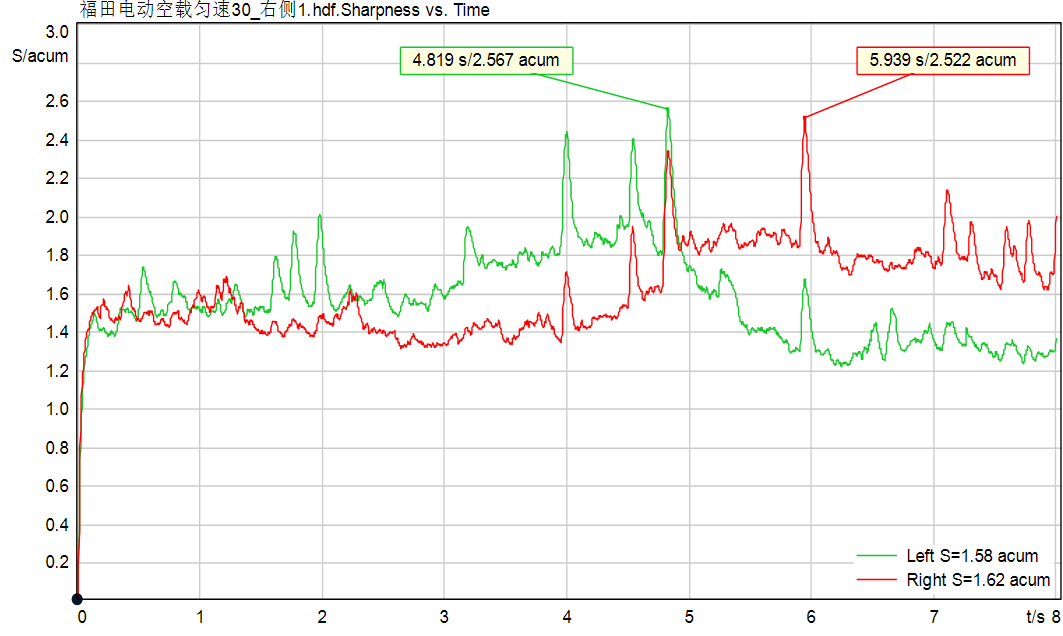 福田电动空载匀速30_右侧1.hdf.Sharpness vs. Time
3.0
S/acum
4.819 s/2.567 acum
5.939 s/2.522 acum
2.6
2.4
2.2
2.0
1.8
1.6
1.4
1.2
1.0
0.8
0.6
0.4
0.2
Left S=1.58 acum
Right S=1.62 acum
0 1 2 3 4 5 6 7 t/s 8